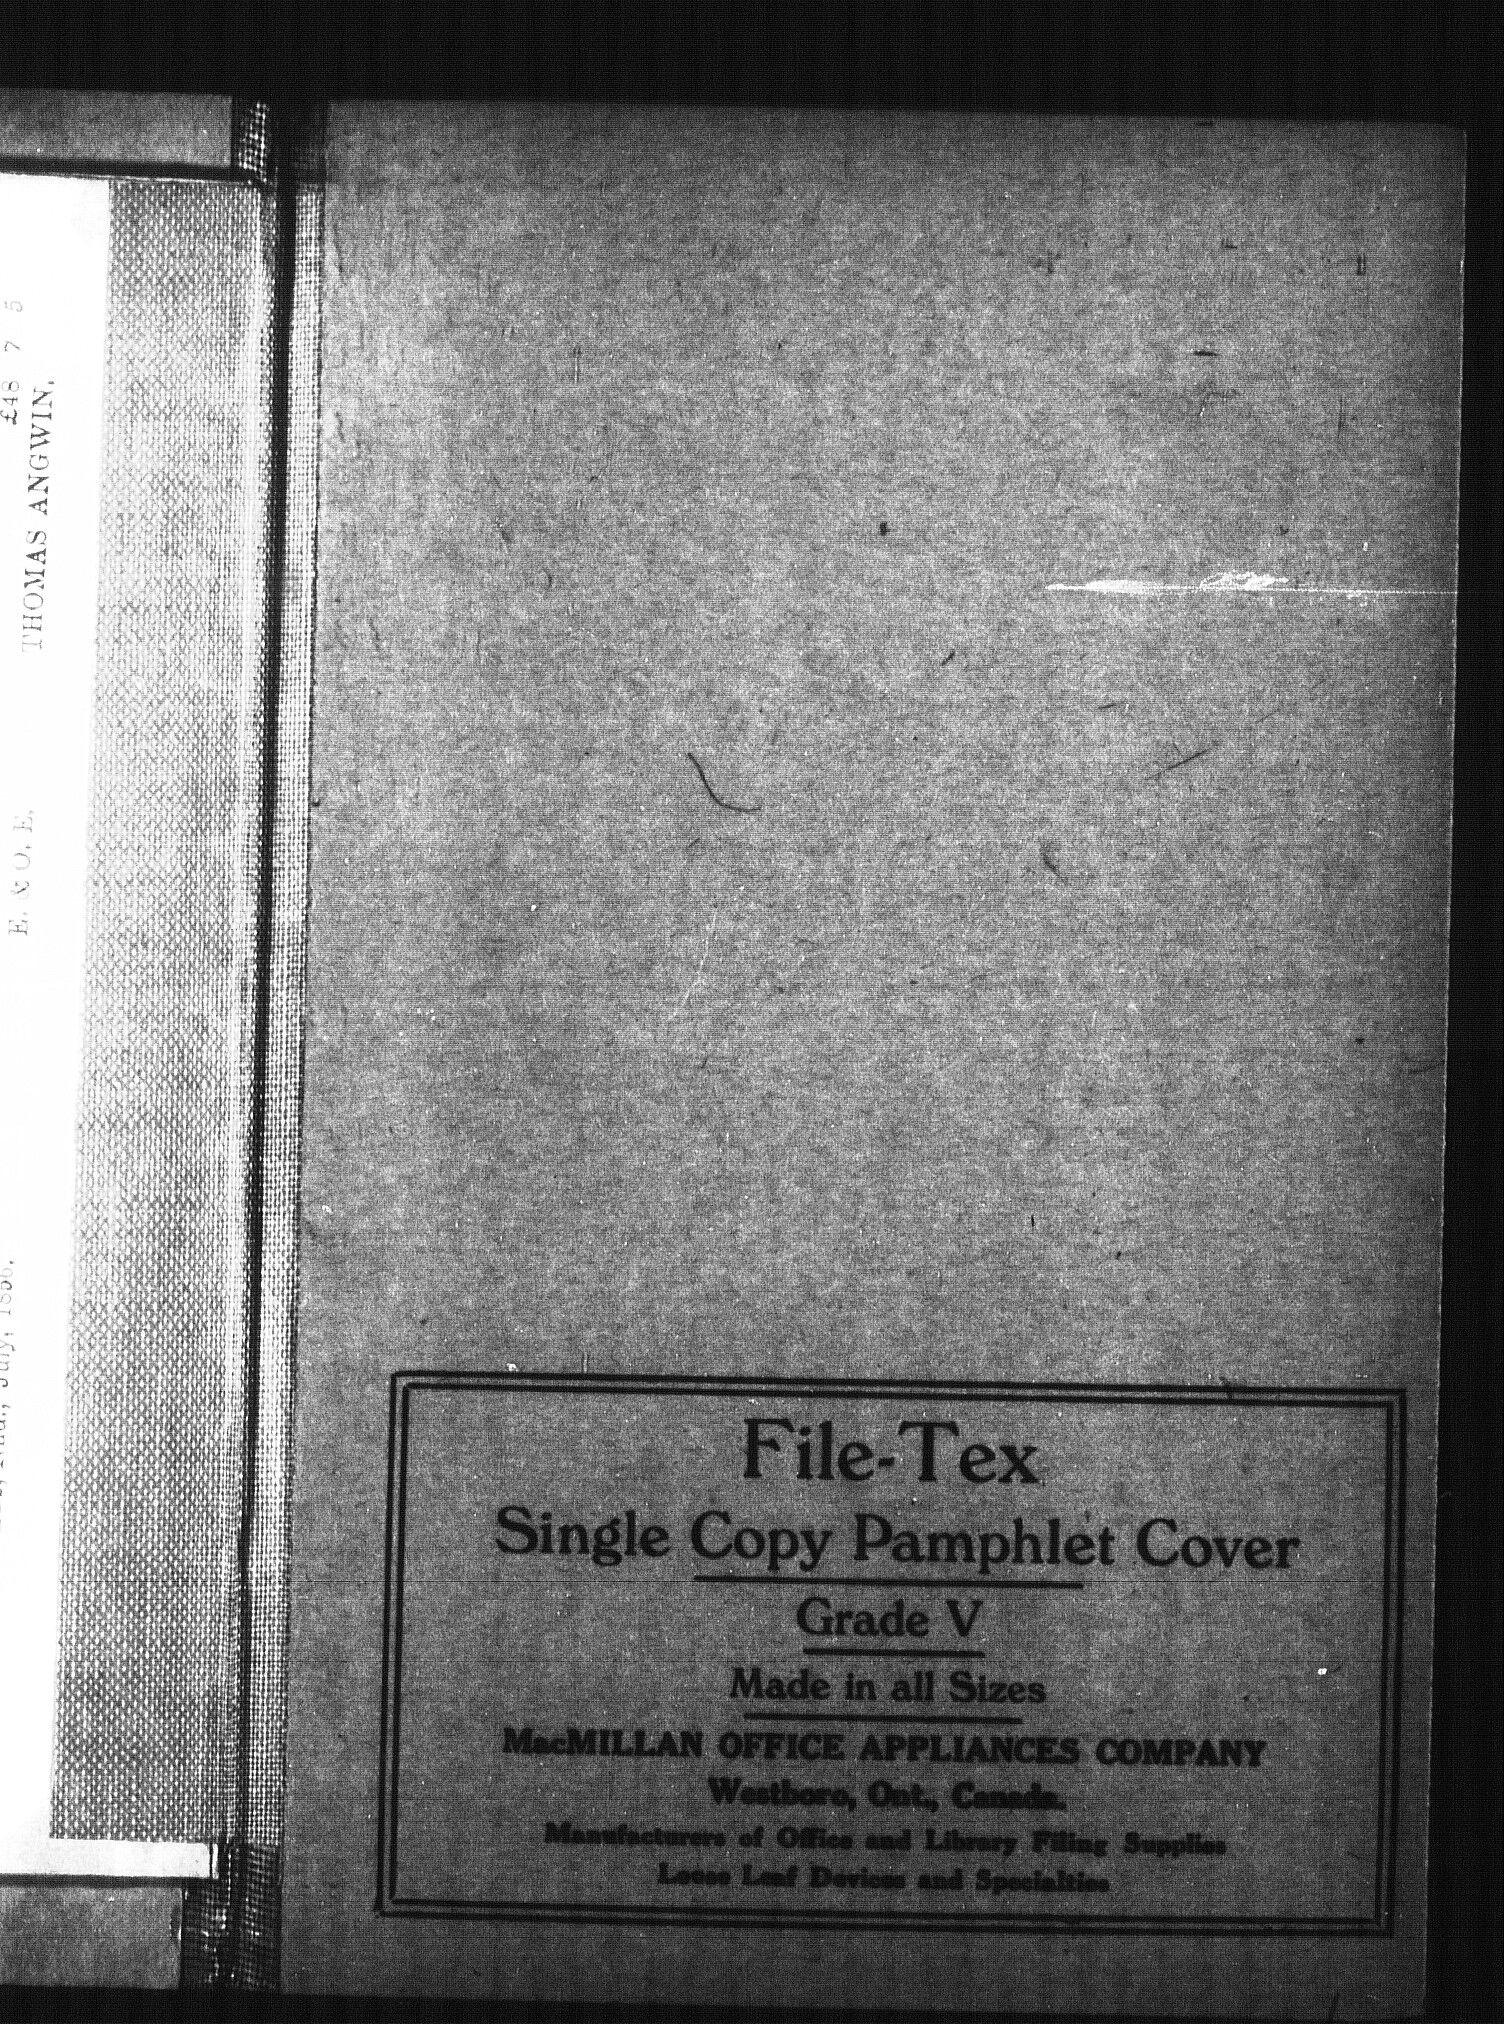 £48 7 5
THOMAS ANGWIN.
E. & O. E.
July, 1896.
File-Tex
Single Copy Pamphlet Cover
Grade V
Made in all Sizes
MacMILLAN OFFICE APPLIANCES COMPANY
Westboro, Ont., Canada.
Manufacturers of Office and Library Filing Supplies
Loose Leaf Devices and Specialties